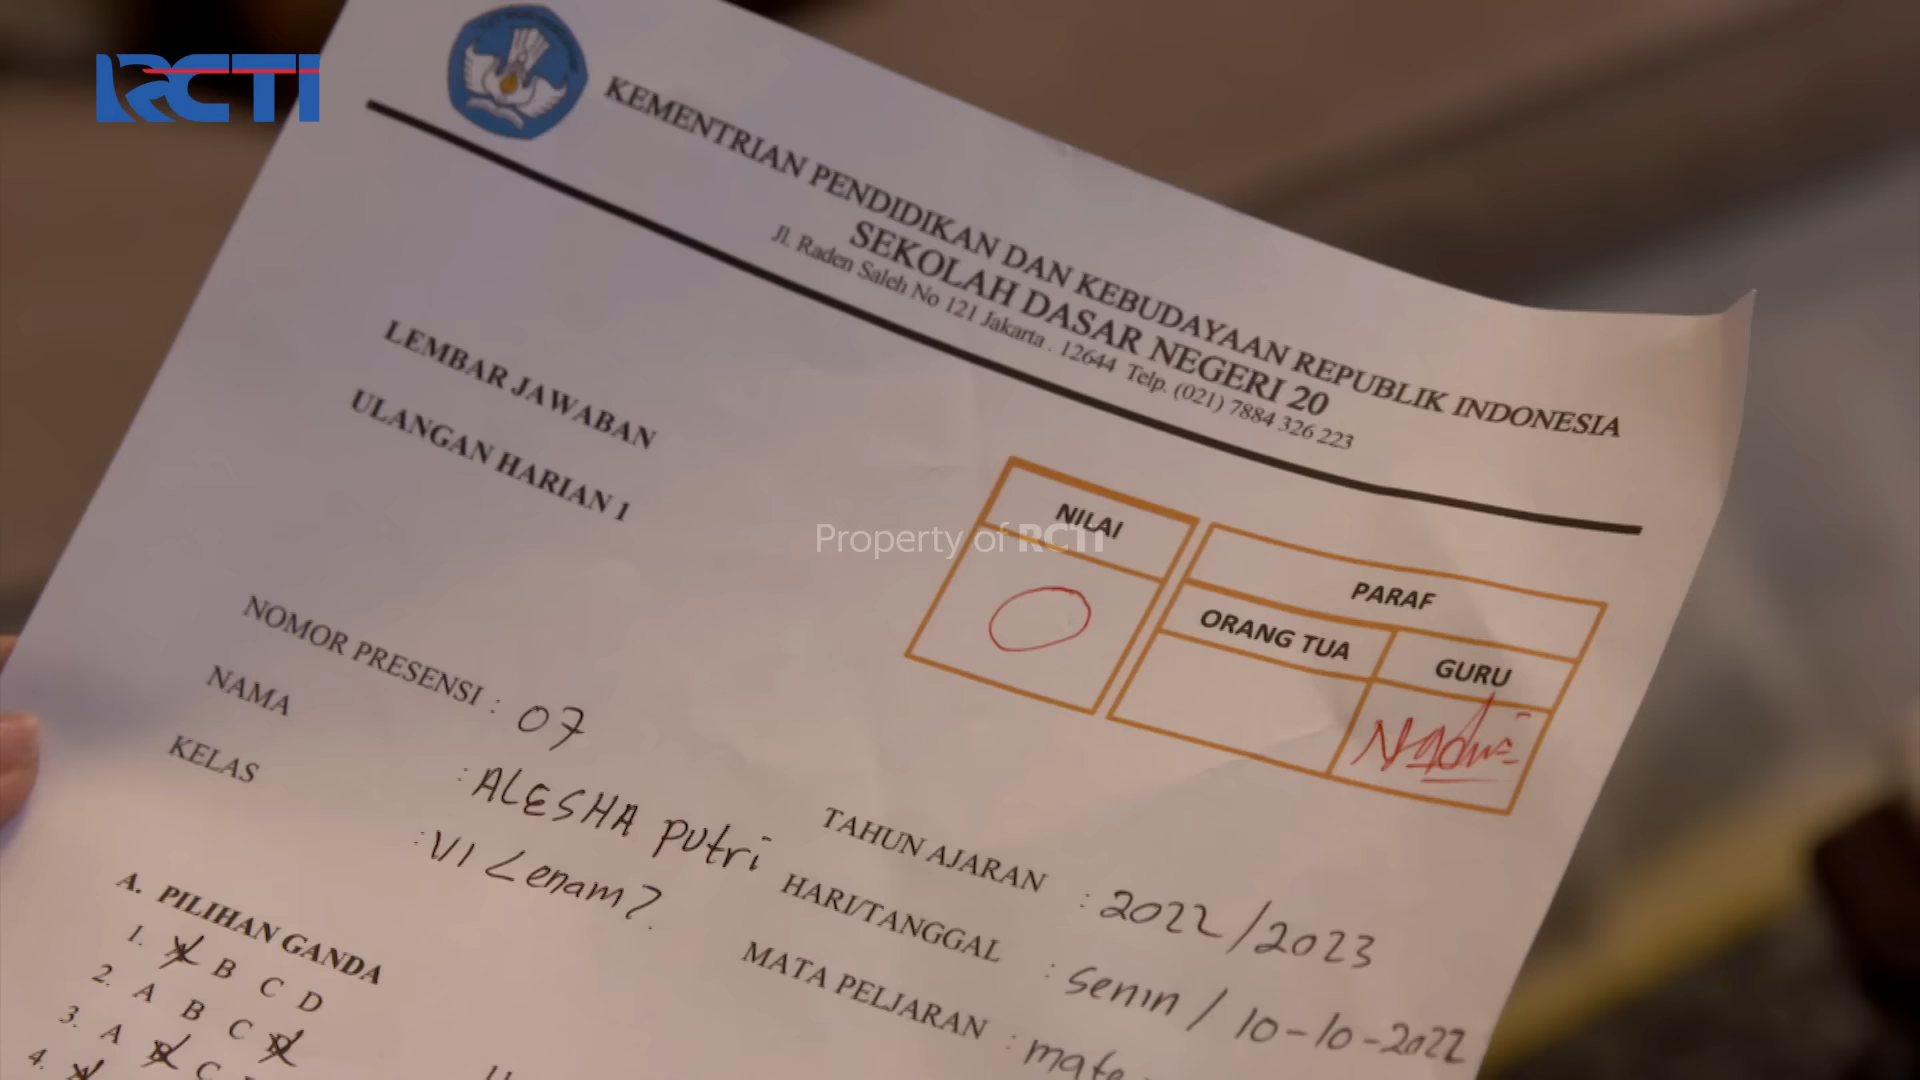 RCTI
KEMENTRIAN PENDIDIKAN DAN KEBUDAYAAN REPUBLIK INDONESIA
SEKOLAH DASAR NEGERI 20
Jl. Raden Saleh No 121 Jakarta . 12644 Telp. (021) 7884 326 223
LEMBAR JAWABAN
ULANGAN HARIAN 1
NILAI
PARAF
ORANG TUA
GURU
Property of RCTI
NOMOR PRESENSI : 07
NAMA : ALESHA putri
KELAS : VI <enam>.
TAHUN AJARAN : 2022/2023
HARI/TANGGAL : senin / 10-10-2022
MATA PELJARAN : mate
A. PILIHAN GANDA
1. A B C D
2. A B C D
3. A B C
4. A